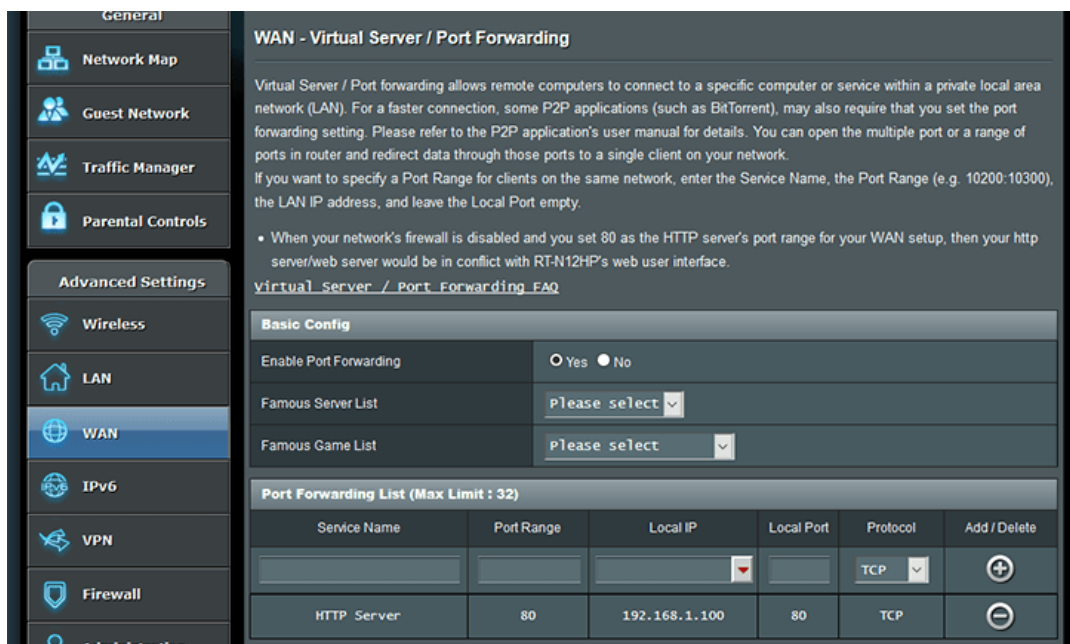 General
Network Map
Guest Network
Traffic Manager
Parental Controls
Advanced Settings
Wireless
LAN
WAN
IPv6
VPN
Firewall
WAN - Virtual Server / Port Forwarding
Virtual Server / Port forwarding allows remote computers to connect to a specific computer or service within a private local area
network (LAN). For a faster connection, some P2P applications (such as BitTorrent), may also require that you set the port
forwarding setting. Please refer to the P2P application's user manual for details. You can open the multiple port or a range of
ports in router and redirect data through those ports to a single client on your network.
If you want to specify a Port Range for clients on the same network, enter the Service Name, the Port Range (e.g. 10200:10300),
the LAN IP address, and leave the Local Port empty.
• When your network's firewall is disabled and you set 80 as the HTTP server's port range for your WAN setup, then your http
server/web server would be in conflict with RT-N12HP's web user interface.
Virtual Server / Port Forwarding FAQ
Basic Config
Enable Port Forwarding Yes No
Famous Server List Please select
Famous Game List Please select
Port Forwarding List (Max Limit : 32)
Service Name Port Range Local IP Local Port Protocol Add / Delete
TCP
HTTP Server 80 192.168.1.100 80 TCP